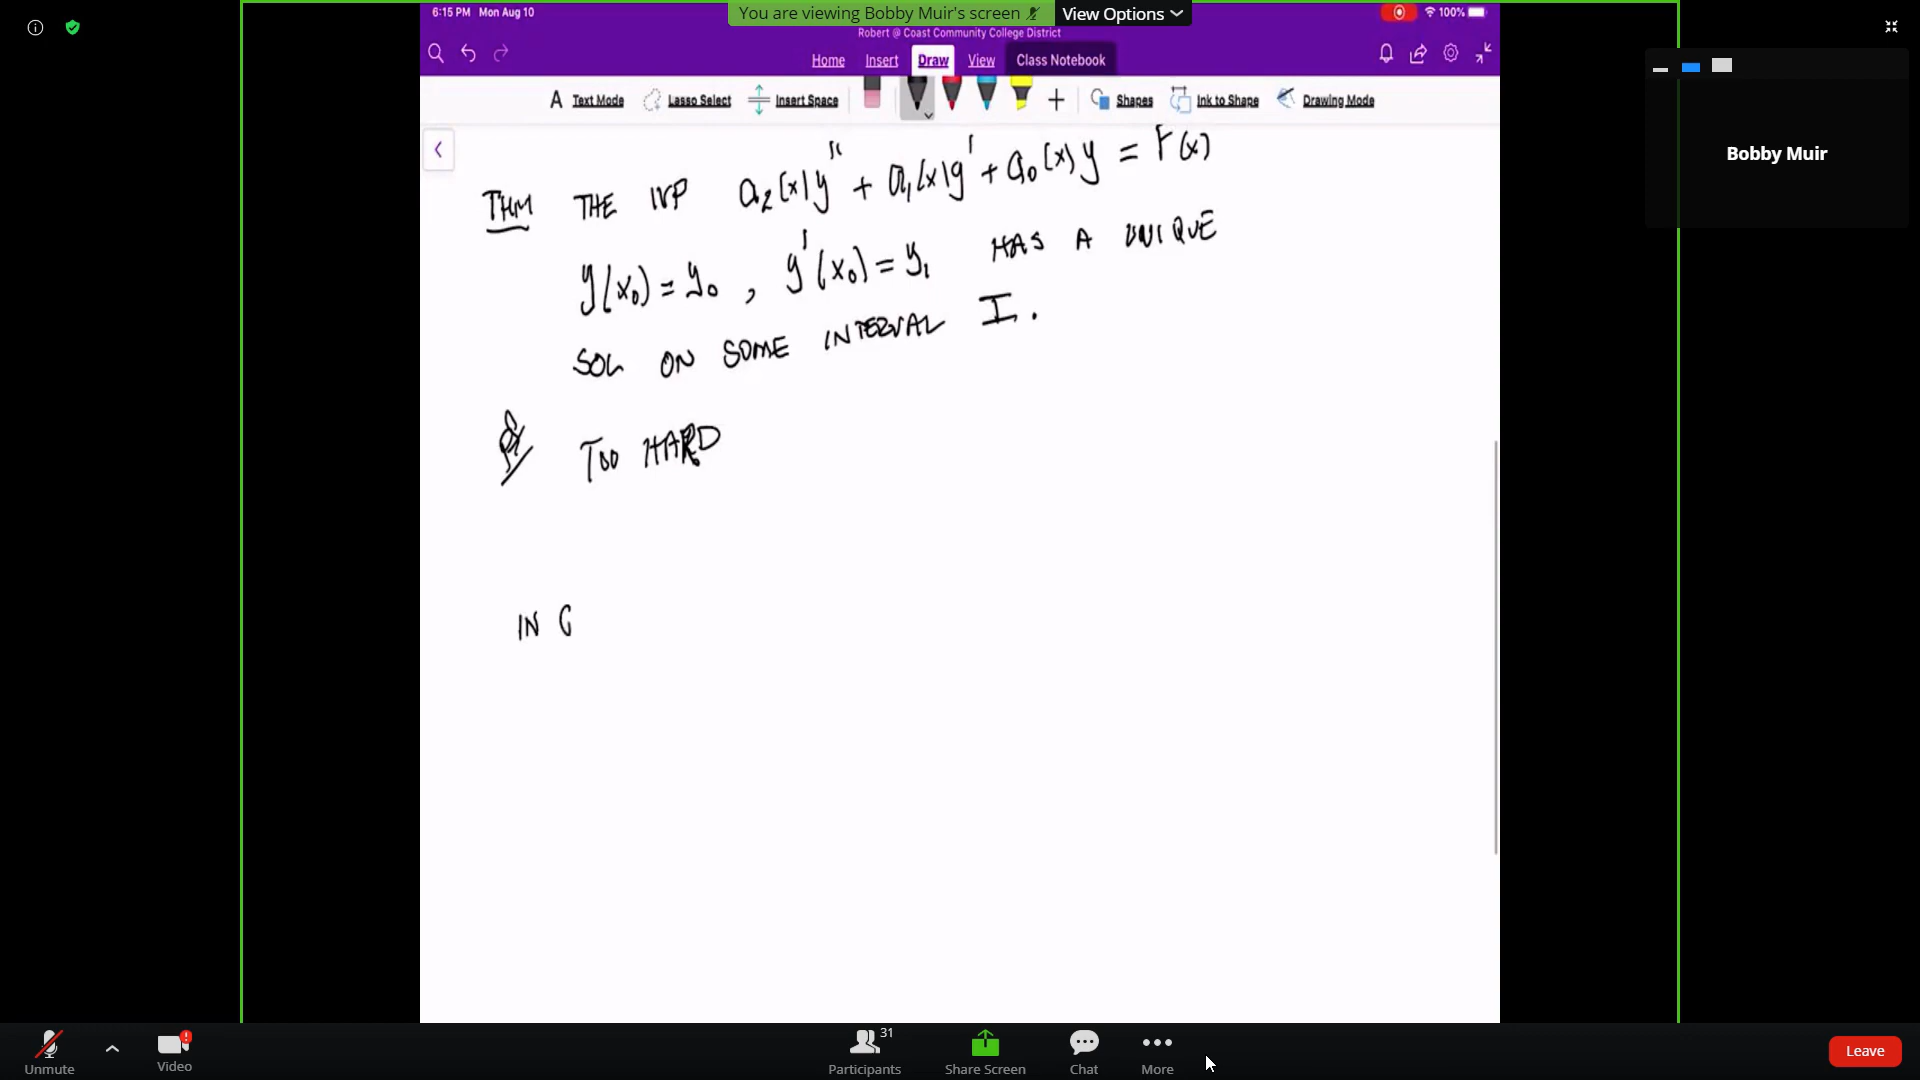 6:15 PM Mon Aug 10
You are viewing Bobby Muir's screen
View Options
100%
Robert @ Coast Community College District
Home Insert Draw View Class Notebook
A Text Mode Lasso Select Insert Space + Shapes Ink to Shape Drawing Mode
Bobby Muir
THM THE IVP a₂(x)y'' + a₁(x)y' + a₀(x)y = F(x)
y(x₀) = y₀ , y'(x₀) = y₁ HAS A UNIQUE
SOL ON SOME INTERVAL I.
Pf TOO HARD
IN G
Unmute
Video
Participants 31
Share Screen
Chat
More
Leave